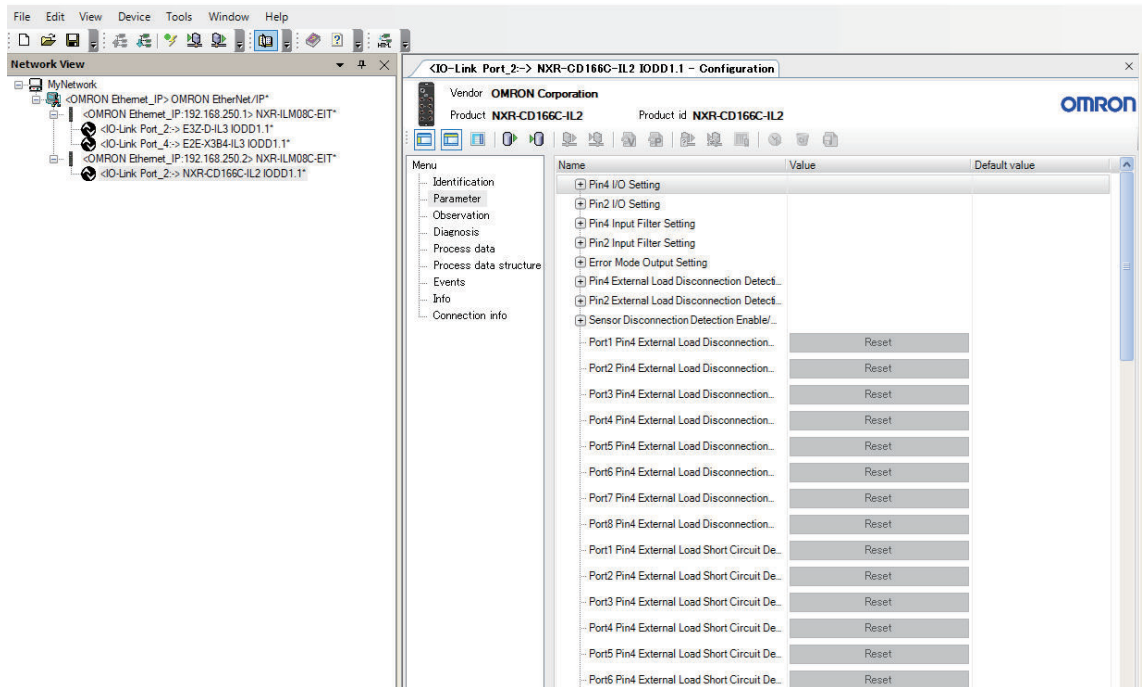 File Edit View Device Tools Window Help
Network View
MyNetwork
<OMRON Ethernet_IP> OMRON EtherNet/IP*
<OMRON Ethernet_IP:192.168.250.1> NXR-ILM08C-EIT*
<IO-Link Port_2:-> E3Z-D-IL3 IODD1.1*
<IO-Link Port_4:-> E2E-X3B4-IL3 IODD1.1*
<OMRON Ethernet_IP:192.168.250.2> NXR-ILM08C-EIT*
<IO-Link Port_2:-> NXR-CD166C-IL2 IODD1.1*
<IO-Link Port_2:-> NXR-CD166C-IL2 IODD1.1 - Configuration
Vendor OMRON Corporation
Product NXR-CD166C-IL2 Product id NXR-CD166C-IL2
OMRON
Menu
Identification
Parameter
Observation
Diagnosis
Process data
Process data structure
Events
Info
Connection info
Name Value Default value
Pin4 I/O Setting
Pin2 I/O Setting
Pin4 Input Filter Setting
Pin2 Input Filter Setting
Error Mode Output Setting
Pin4 External Load Disconnection Detecti...
Pin2 External Load Disconnection Detecti...
Sensor Disconnection Detection Enable/...
Port1 Pin4 External Load Disconnection... Reset
Port2 Pin4 External Load Disconnection... Reset
Port3 Pin4 External Load Disconnection... Reset
Port4 Pin4 External Load Disconnection... Reset
Port5 Pin4 External Load Disconnection... Reset
Port6 Pin4 External Load Disconnection... Reset
Port7 Pin4 External Load Disconnection... Reset
Port8 Pin4 External Load Disconnection... Reset
Port1 Pin4 External Load Short Circuit De... Reset
Port2 Pin4 External Load Short Circuit De... Reset
Port3 Pin4 External Load Short Circuit De... Reset
Port4 Pin4 External Load Short Circuit De... Reset
Port5 Pin4 External Load Short Circuit De... Reset
Port6 Pin4 External Load Short Circuit De... Reset